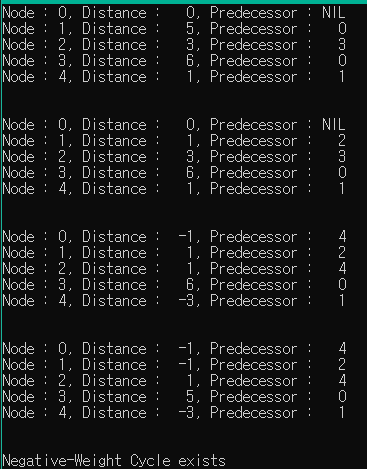 Node : 0, Distance : 0, Predecessor : NIL
Node : 1, Distance : 5, Predecessor : 0
Node : 2, Distance : 3, Predecessor : 3
Node : 3, Distance : 6, Predecessor : 0
Node : 4, Distance : 1, Predecessor : 1
Node : 0, Distance : 0, Predecessor : NIL
Node : 1, Distance : 1, Predecessor : 2
Node : 2, Distance : 3, Predecessor : 3
Node : 3, Distance : 6, Predecessor : 0
Node : 4, Distance : 1, Predecessor : 1
Node : 0, Distance : -1, Predecessor : 4
Node : 1, Distance : 1, Predecessor : 2
Node : 2, Distance : 1, Predecessor : 4
Node : 3, Distance : 6, Predecessor : 0
Node : 4, Distance : -3, Predecessor : 1
Node : 0, Distance : -1, Predecessor : 4
Node : 1, Distance : -1, Predecessor : 2
Node : 2, Distance : 1, Predecessor : 4
Node : 3, Distance : 5, Predecessor : 0
Node : 4, Distance : -3, Predecessor : 1
Negative-Weight Cycle exists